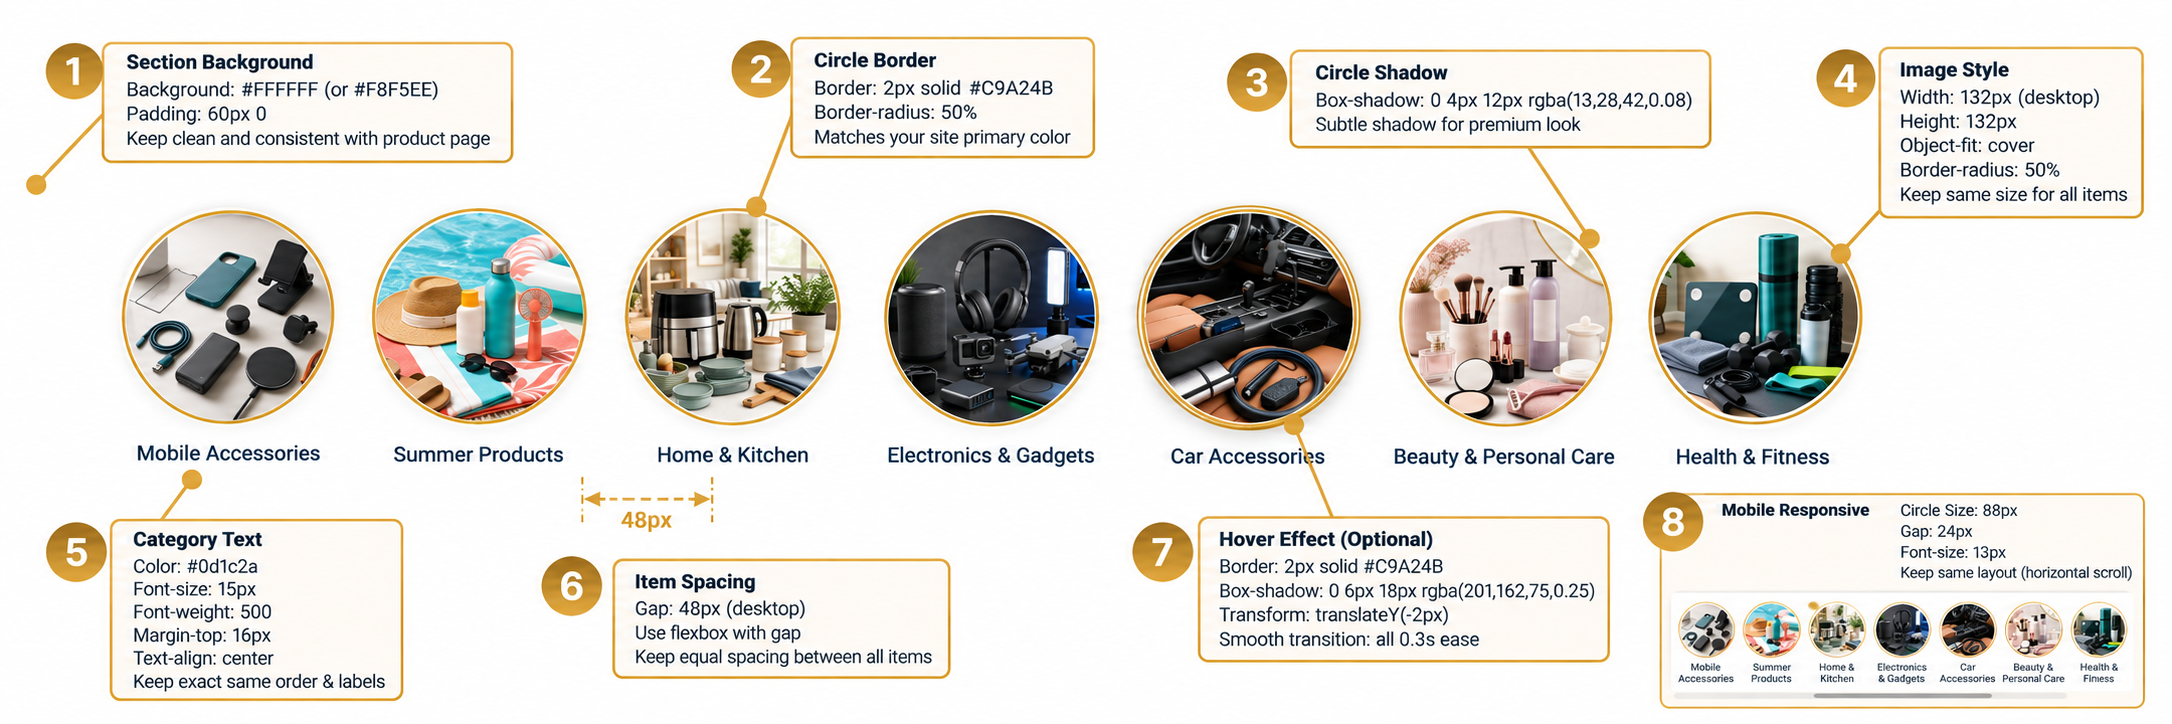 1
Section Background
Background: #FFFFFF (or #F8F5EE)
Padding: 60px 0
Keep clean and consistent with product page
2
Circle Border
Border: 2px solid #C9A24B
Border-radius: 50%
Matches your site primary color
3
Circle Shadow
Box-shadow: 0 4px 12px rgba(13,28,42,0.08)
Subtle shadow for premium look
4
Image Style
Width: 132px (desktop)
Height: 132px
Object-fit: cover
Border-radius: 50%
Keep same size for all items
Mobile Accessories
Summer Products
Home & Kitchen
Electronics & Gadgets
Car Accessories
Beauty & Personal Care
Health & Fitness
48px
5
Category Text
Color: #0d1c2a
Font-size: 15px
Font-weight: 500
Margin-top: 16px
Text-align: center
Keep exact same order & labels
6
Item Spacing
Gap: 48px (desktop)
Use flexbox with gap
Keep equal spacing between all items
7
Hover Effect (Optional)
Border: 2px solid #C9A24B
Box-shadow: 0 6px 18px rgba(201,162,75,0.25)
Transform: translateY(-2px)
Smooth transition: all 0.3s ease
8
Mobile Responsive
Circle Size: 88px
Gap: 24px
Font-size: 13px
Keep same layout (horizontal scroll)
Mobile
Accessories
Summer
Products
Home &
Kitchen
Electronics
& Gadgets
Car
Accessories
Beauty &
Personal Care
Health &
Fitness